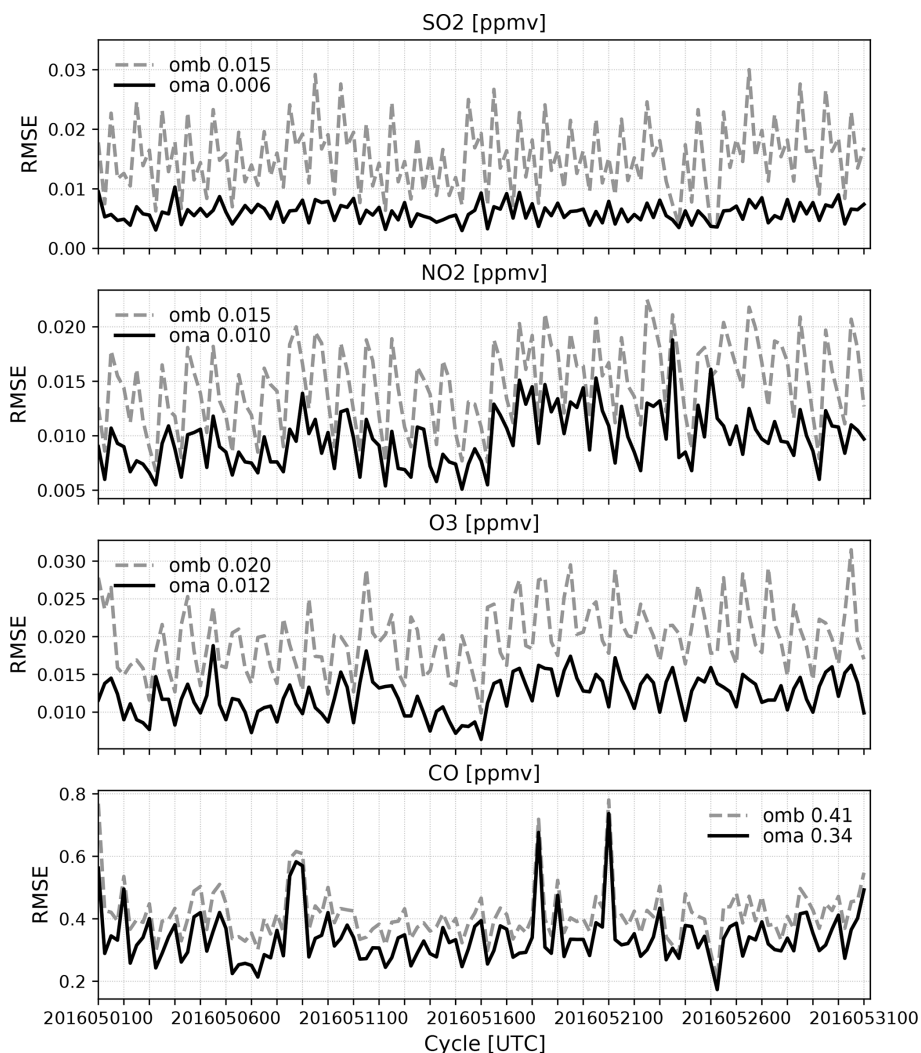 SO2 [ppmv]
RMSE
0.03
0.02
0.01
0.00
omb 0.015
oma 0.006
NO2 [ppmv]
RMSE
0.020
0.015
0.010
0.005
omb 0.015
oma 0.010
O3 [ppmv]
RMSE
0.030
0.025
0.020
0.015
0.010
omb 0.020
oma 0.012
CO [ppmv]
RMSE
0.8
0.6
0.4
0.2
omb 0.41
oma 0.34
2016050100 2016050600 2016051100 2016051600 2016052100 2016052600 2016053100
Cycle [UTC]